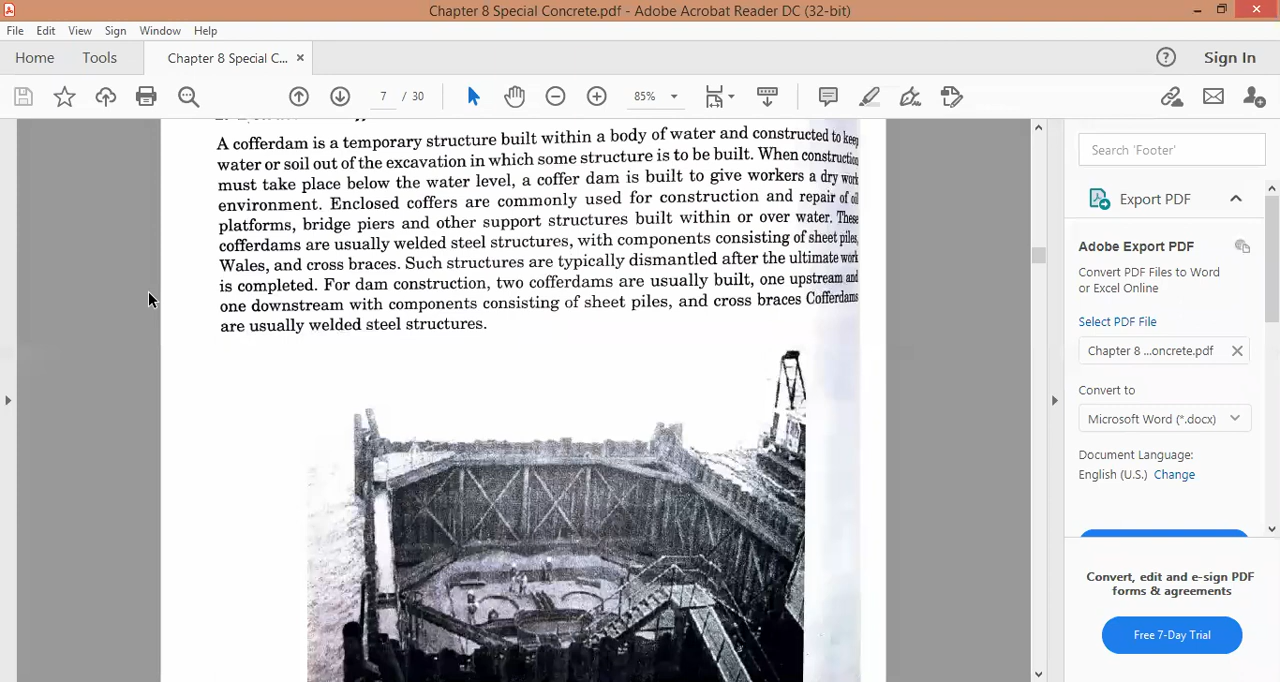 Chapter 8 Special Concrete.pdf - Adobe Acrobat Reader DC (32-bit)
File Edit View Sign Window Help
Home Tools Chapter 8 Special C... Sign In
7 / 30 85%
A cofferdam is a temporary structure built within a body of water and constructed to keep
water or soil out of the excavation in which some structure is to be built. When construction
must take place below the water level, a coffer dam is built to give workers a dry work
environment. Enclosed coffers are commonly used for construction and repair of oil
platforms, bridge piers and other support structures built within or over water. These
cofferdams are usually welded steel structures, with components consisting of sheet piles,
Wales, and cross braces. Such structures are typically dismantled after the ultimate work
is completed. For dam construction, two cofferdams are usually built, one upstream and
one downstream with components consisting of sheet piles, and cross braces Cofferdams
are usually welded steel structures.
Search 'Footer'
Export PDF
Adobe Export PDF
Convert PDF Files to Word
or Excel Online
Select PDF File
Chapter 8 ...oncrete.pdf
Convert to
Microsoft Word (*.docx)
Document Language:
English (U.S.) Change
Convert, edit and e-sign PDF
forms & agreements
Free 7-Day Trial